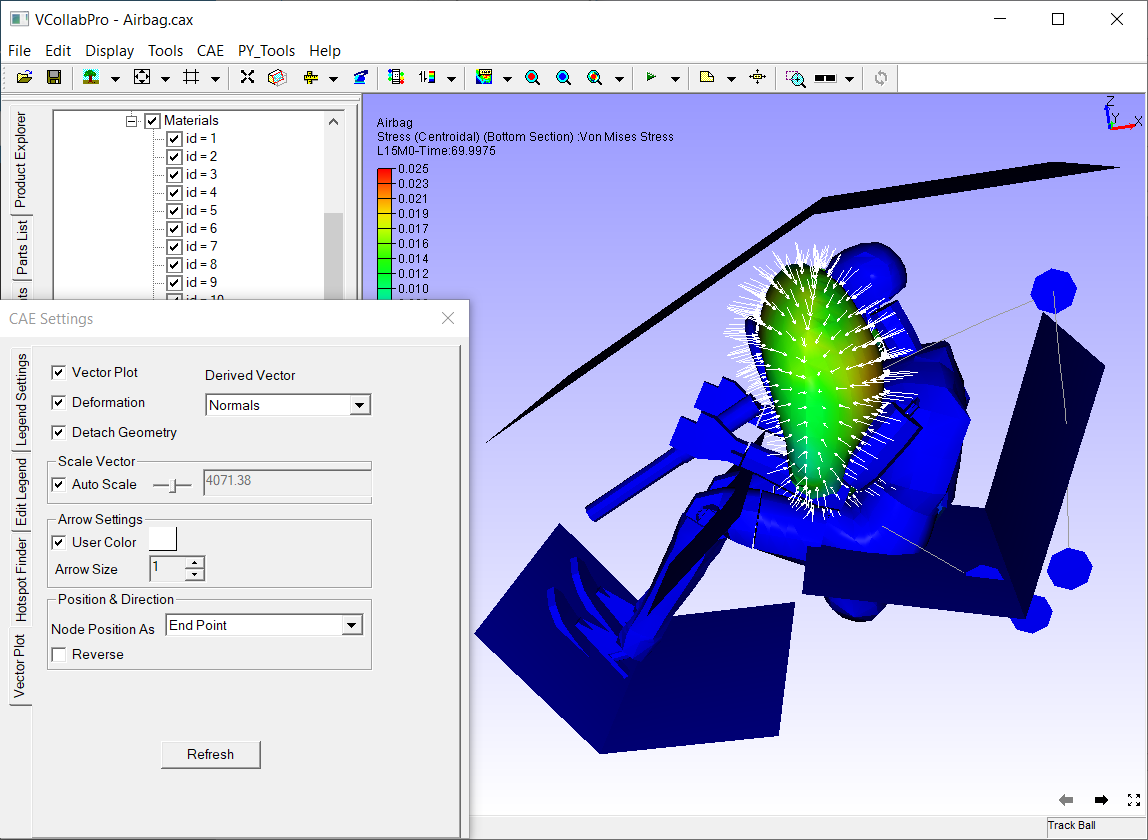 VCollabPro - Airbag.cax
File Edit Display Tools CAE PY_Tools Help
Product Explorer
Parts List
Materials
id = 1
id = 2
id = 3
id = 4
id = 5
id = 6
id = 7
id = 8
id = 9
id = 10
Airbag
Stress (Centroidal) (Bottom Section) :Von Mises Stress
L15M0-Time:69.9975
0.025
0.023
0.021
0.019
0.017
0.016
0.014
0.012
0.010
Z
Y
X
CAE Settings
Legend Settings
Edit Legend
Hotspot Finder
Vector Plot
Vector Plot
Derived Vector
Deformation
Normals
Detach Geometry
Scale Vector
Auto Scale
4071.38
Arrow Settings
User Color
Arrow Size
1
Position & Direction
Node Position As
End Point
Reverse
Refresh
Track Ball